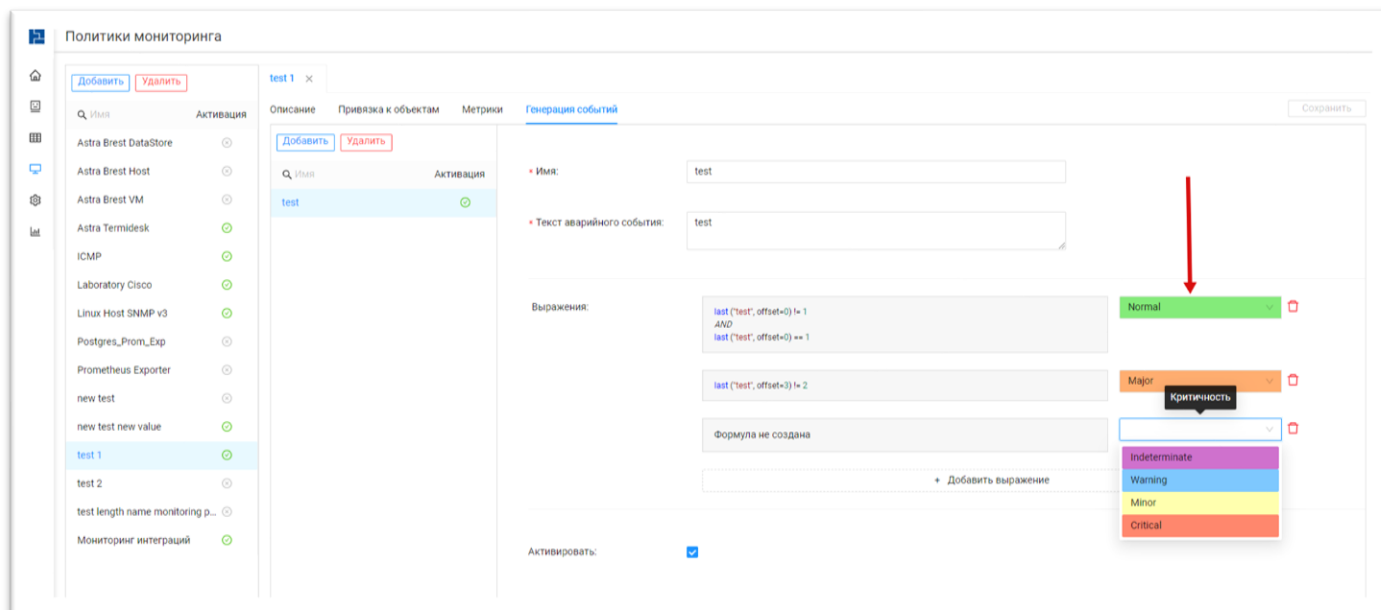 Политики мониторинга
Добавить Удалить
Имя Активация
Astra Brest DataStore
Astra Brest Host
Astra Brest VM
Astra Termidesk
ICMP
Laboratory Cisco
Linux Host SNMP v3
Postgres_Prom_Exp
Prometheus Exporter
new test
new test new value
test 1
test 2
test length name monitoring p...
Мониторинг интеграций
test 1
Описание Привязка к объектам Метрики Генерация событий
Сохранить
Добавить Удалить
Имя Активация
test
* Имя: test
* Текст аварийного события: test
Выражения:
last ("test", offset=0) != 1
AND
last ("test", offset=0) == 1
Normal
last ("test", offset=3) != 2
Major
Критичность
Формула не создана
Indeterminate
Warning
Minor
Critical
+ Добавить выражение
Активировать: